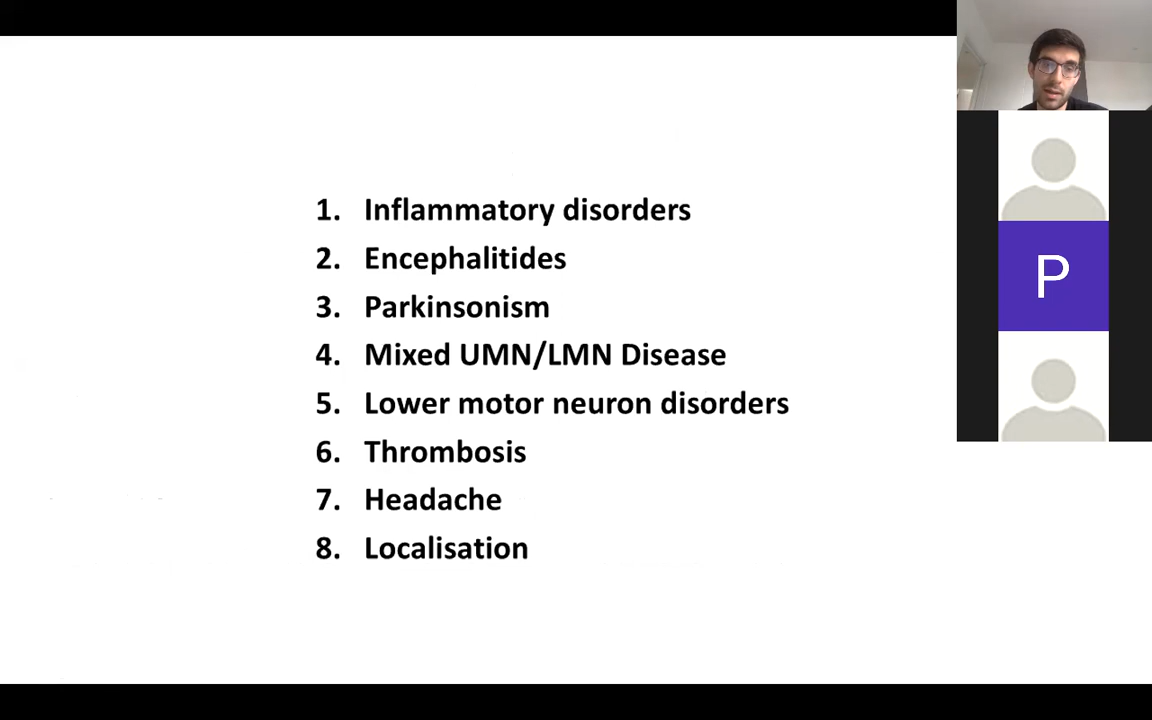 1. Inflammatory disorders
2. Encephalitides
3. Parkinsonism
4. Mixed UMN/LMN Disease
5. Lower motor neuron disorders
6. Thrombosis
7. Headache
8. Localisation
P